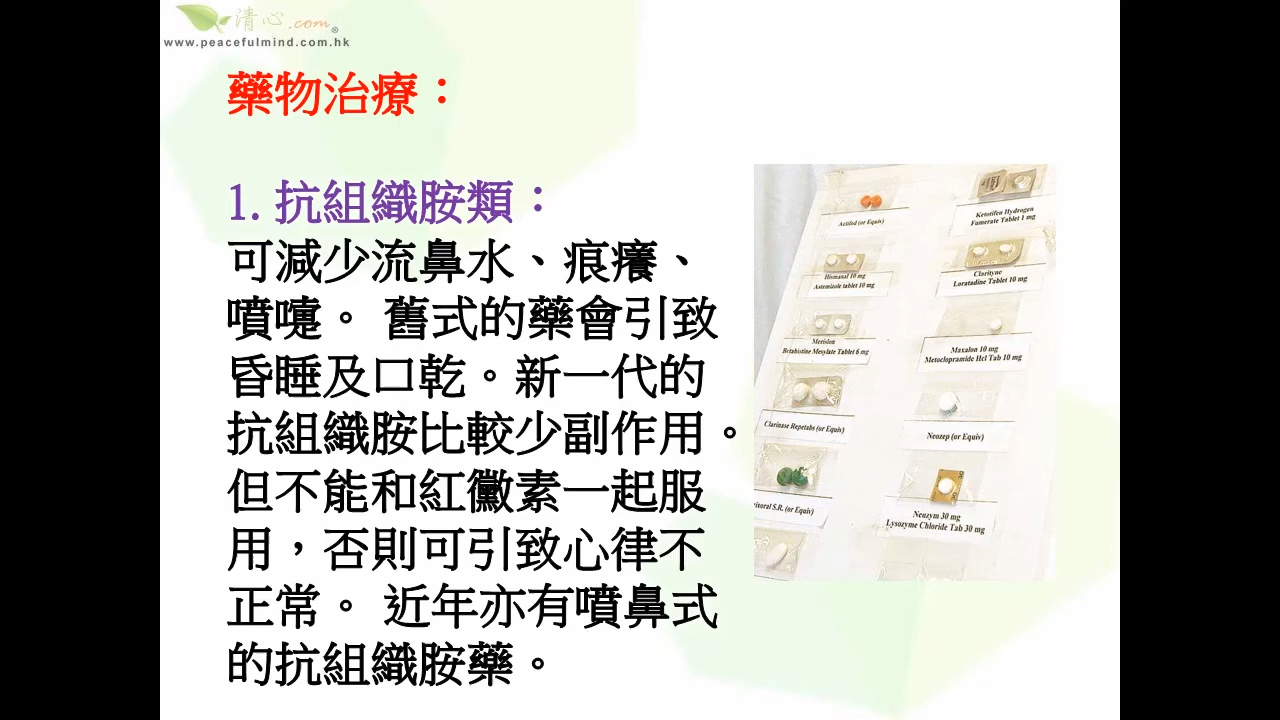 清心.com®
www.peacefulmind.com.hk
藥物治療：
1. 抗組織胺類：
可減少流鼻水、痕癢、
噴嚏。 舊式的藥會引致
昏睡及口乾。新一代的
抗組織胺比較少副作用。
但不能和紅黴素一起服
用，否則可引致心律不
正常。 近年亦有噴鼻式
的抗組織胺藥。
Actifed (or Equiv)
Hismanal 10 mg
Astemizole tablet 10 mg
Merislon
Betahistine Mesylate Tablet 6 mg
Clarinase Repetabs (or Equiv)
S.R. (or Equiv)
Ketotifen Hydrogen
Fumerate Tablet 1 mg
Clarityne
Loratadine Tablet 10 mg
Maxalon 10 mg
Metoclopramide Hcl Tab 10 mg
Neozep (or Equiv)
Neuzym 30 mg
Lysozyme Chloride Tab 30 mg